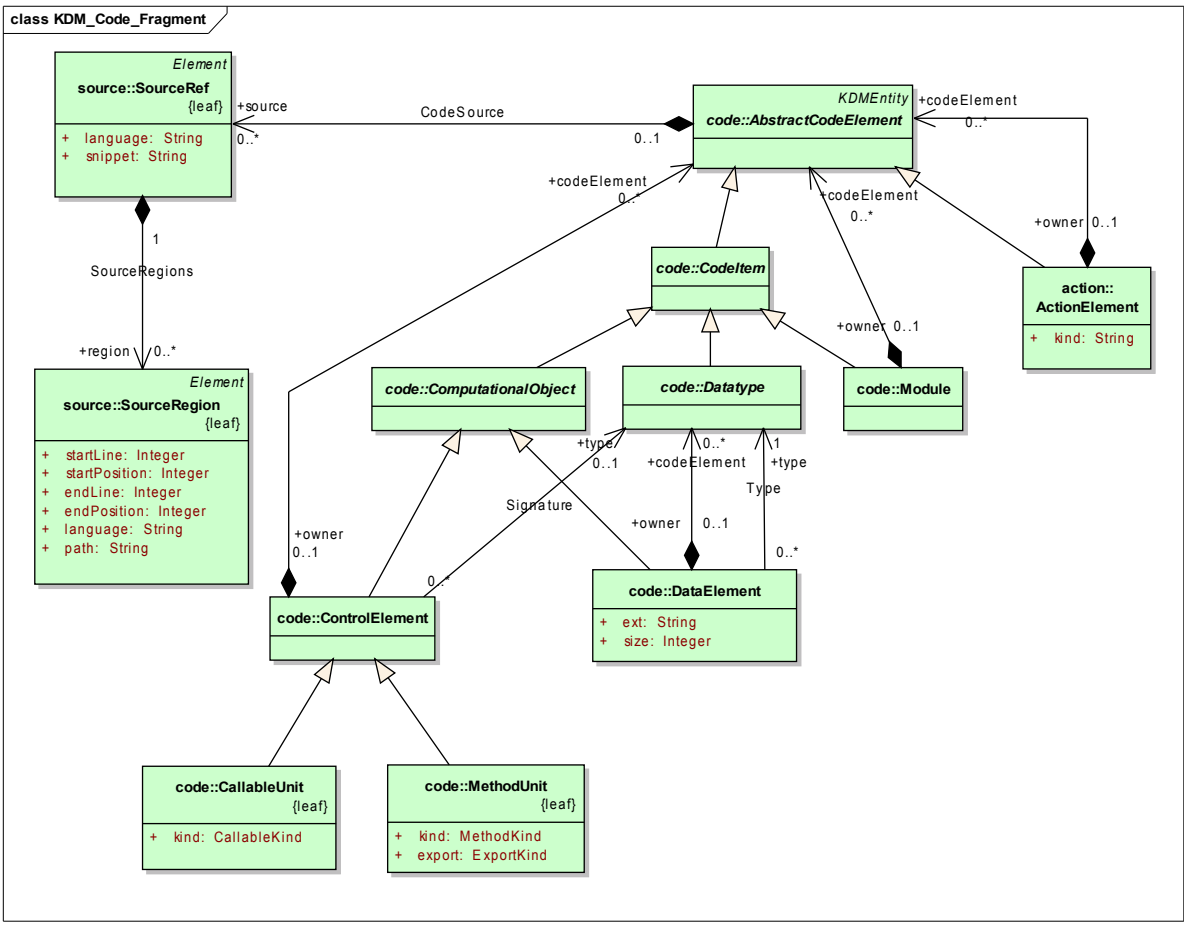 class KDM_Code_Fragment
Element
source::SourceRef
{leaf}
+ language: String
+ snippet: String
+source
0..*
CodeSource
0..1
KDMEntity
code::AbstractCodeElement
+codeElement
0..*
+codeElement
0..*
+codeElement
0..*
+owner 0..1
1
SourceRegions
+region
0..*
code::CodeItem
action::
ActionElement
+ kind: String
+owner 0..1
Element
source::SourceRegion
{leaf}
+ startLine: Integer
+ startPosition: Integer
+ endLine: Integer
+ endPosition: Integer
+ language: String
+ path: String
code::ComputationalObject
code::Datatype
code::Module
+type
0..1
0..*
+codeElement
1
+type
Type
Signature
+owner
0..1
+owner
0..1
0..*
0..*
code::ControlElement
code::DataElement
+ ext: String
+ size: Integer
code::CallableUnit
{leaf}
+ kind: CallableKind
code::MethodUnit
{leaf}
+ kind: MethodKind
+ export: ExportKind